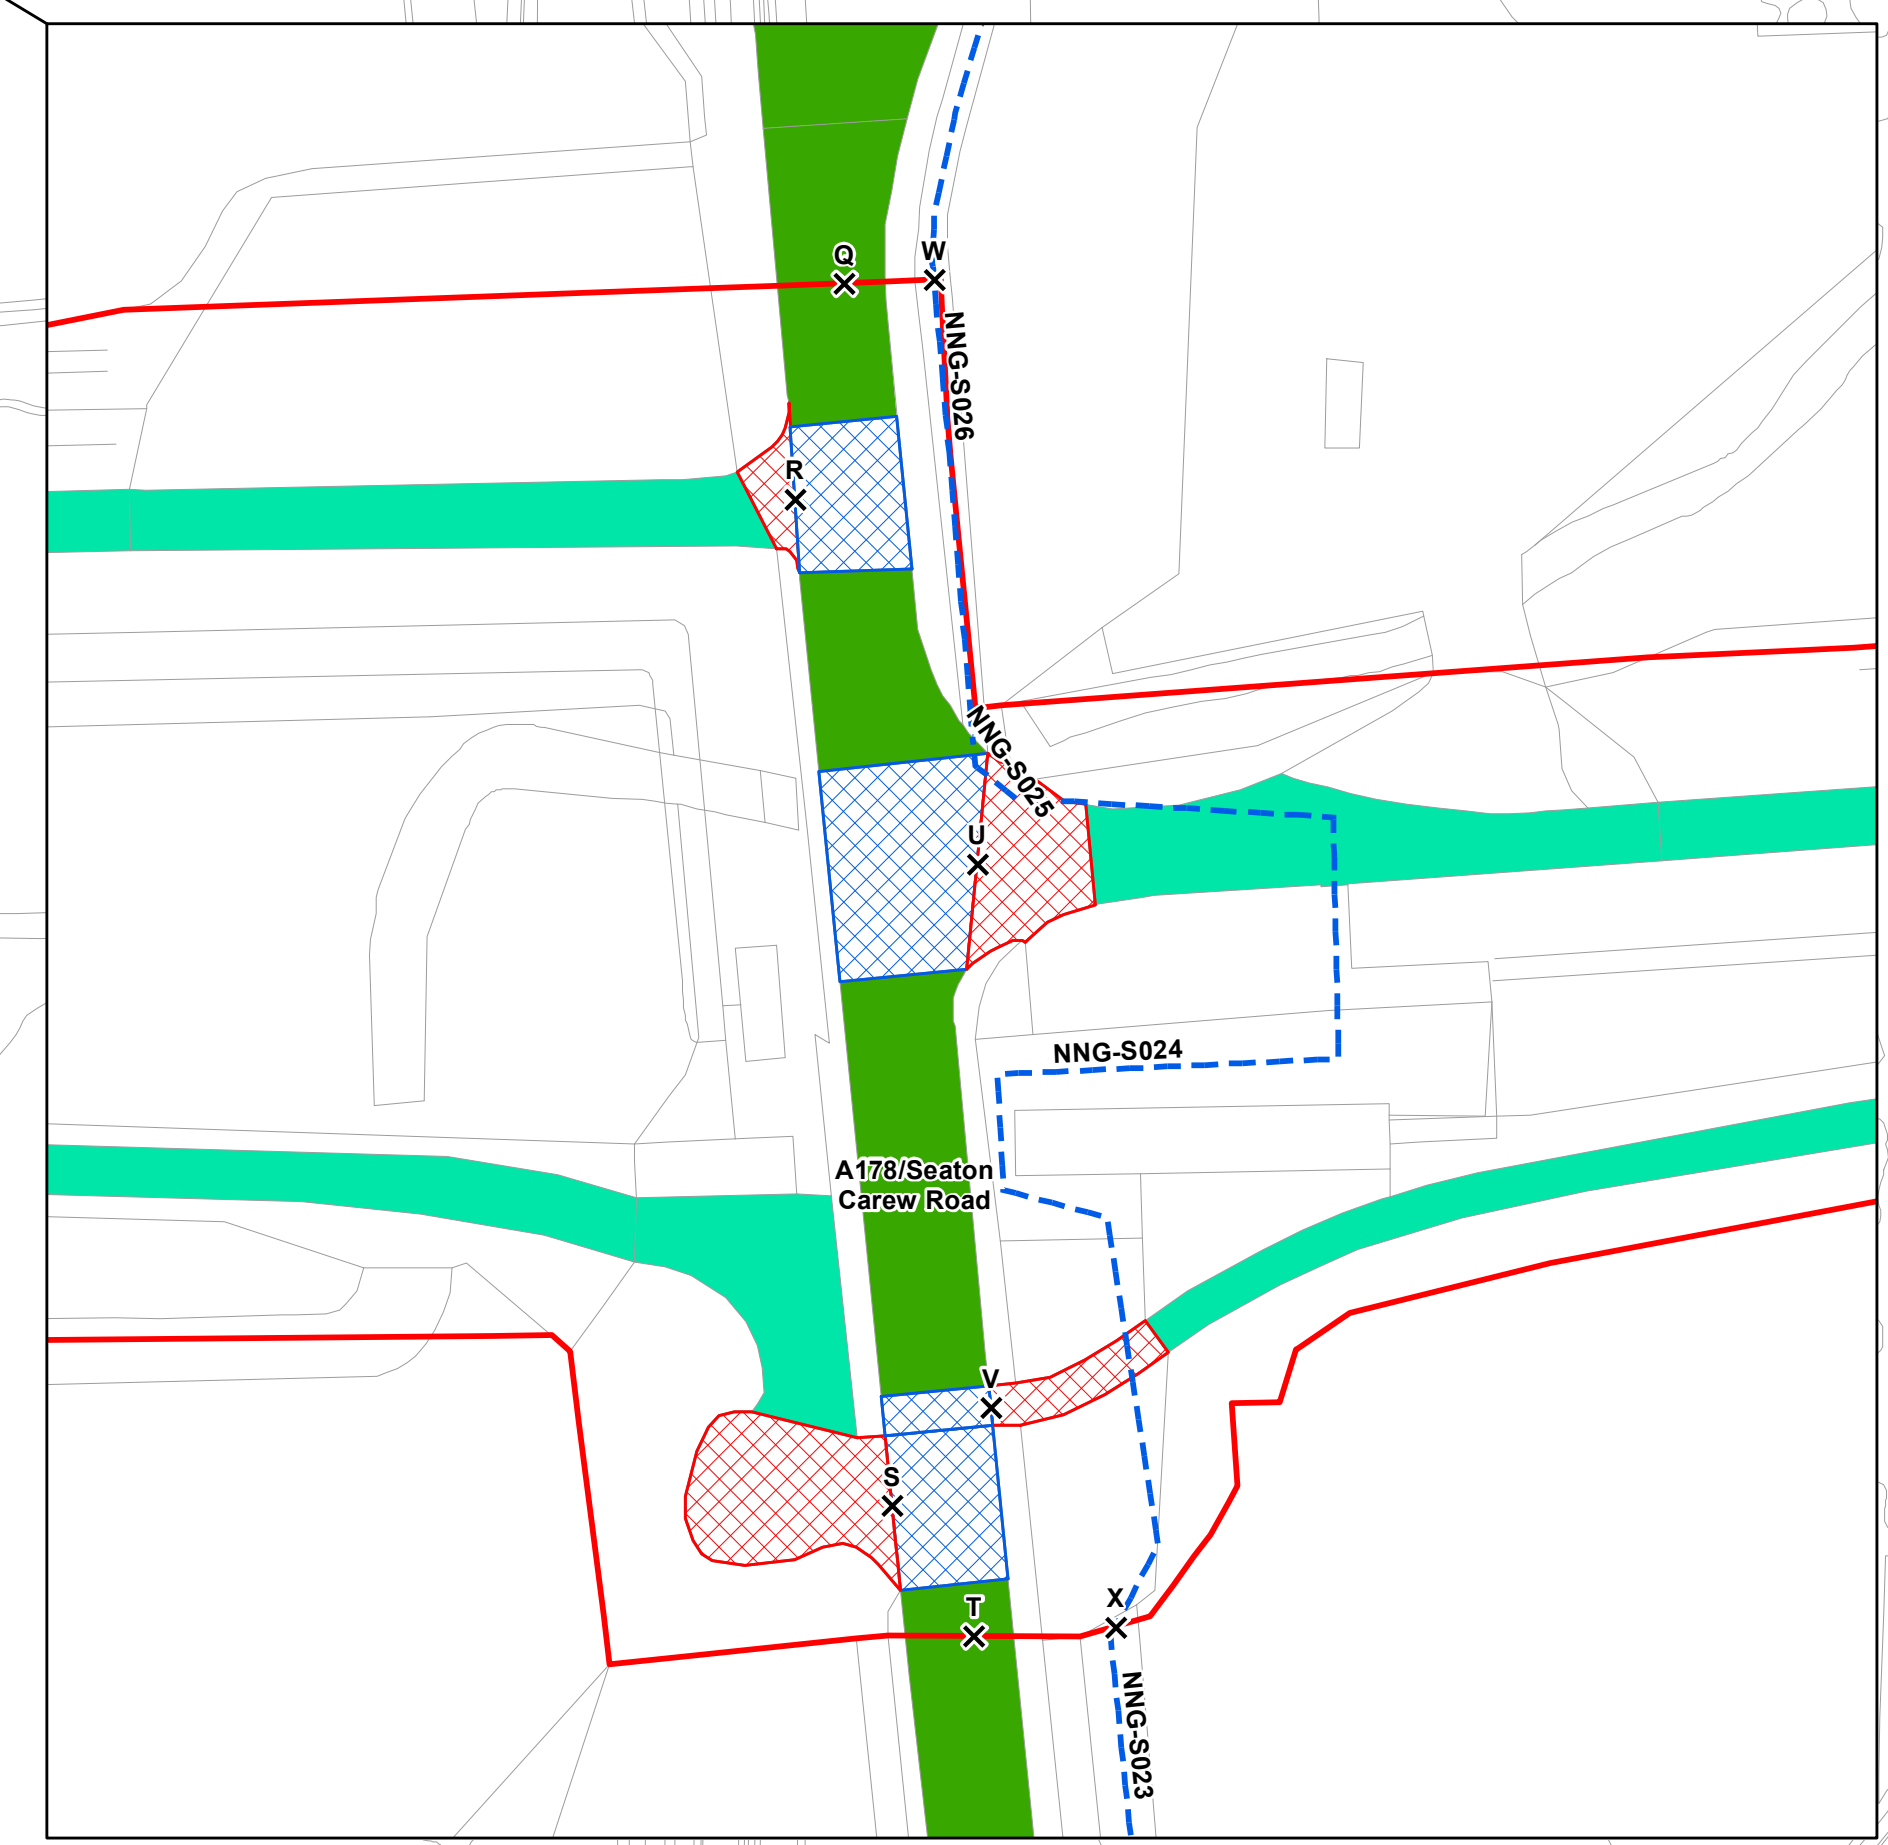 Q
W
NNG-S026
R
NNG-S025
U
NNG-S024
A178/Seaton
Carew Road
V
S
X
T
NNG-S023